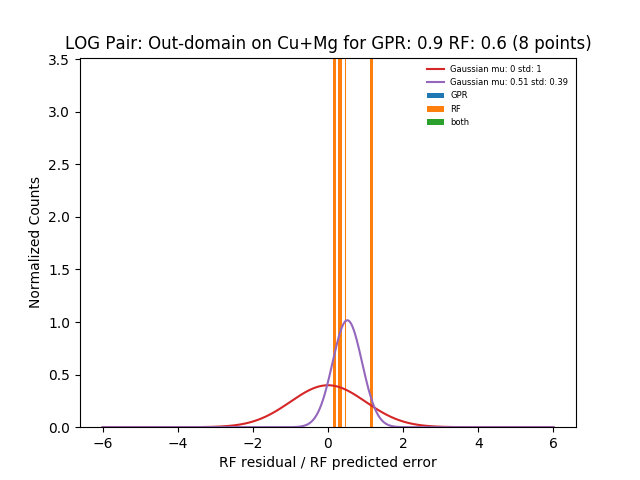 LOG Pair: Out-domain on Cu+Mg for GPR: 0.9 RF: 0.6 (8 points)
Gaussian mu: 0 std: 1
Gaussian mu: 0.51 std: 0.39
GPR
RF
both
Normalized Counts
3.5
3.0
2.5
2.0
1.5
1.0
0.5
0.0
−6
−4
−2
0
2
4
6
RF residual / RF predicted error